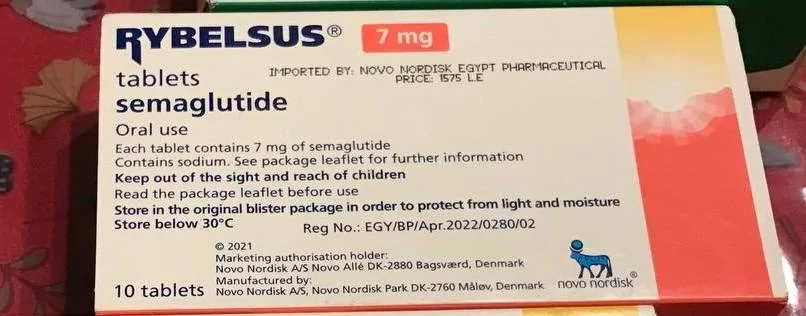 RYBELSUS® 7 mg
IMPORTED BY: NOVO NORDISK EGYPT PHARMACEUTICAL
PRICE: 1575 LE
tablets
semaglutide
Oral use
Each tablet contains 7 mg of semaglutide
Contains sodium. See package leaflet for further information
Keep out of the sight and reach of children
Read the package leaflet before use
Store in the original blister package in order to protect from light and moisture
Store below 30°C
Reg No.: EGY/BP/Apr.2022/0280/02
© 2021
Marketing authorisation holder:
Novo Nordisk A/S Novo Allé DK-2880 Bagsværd, Denmark
Manufactured by:
Novo Nordisk A/S, Novo Nordisk Park DK-2760 Måløv, Denmark
10 tablets
novo nordisk®